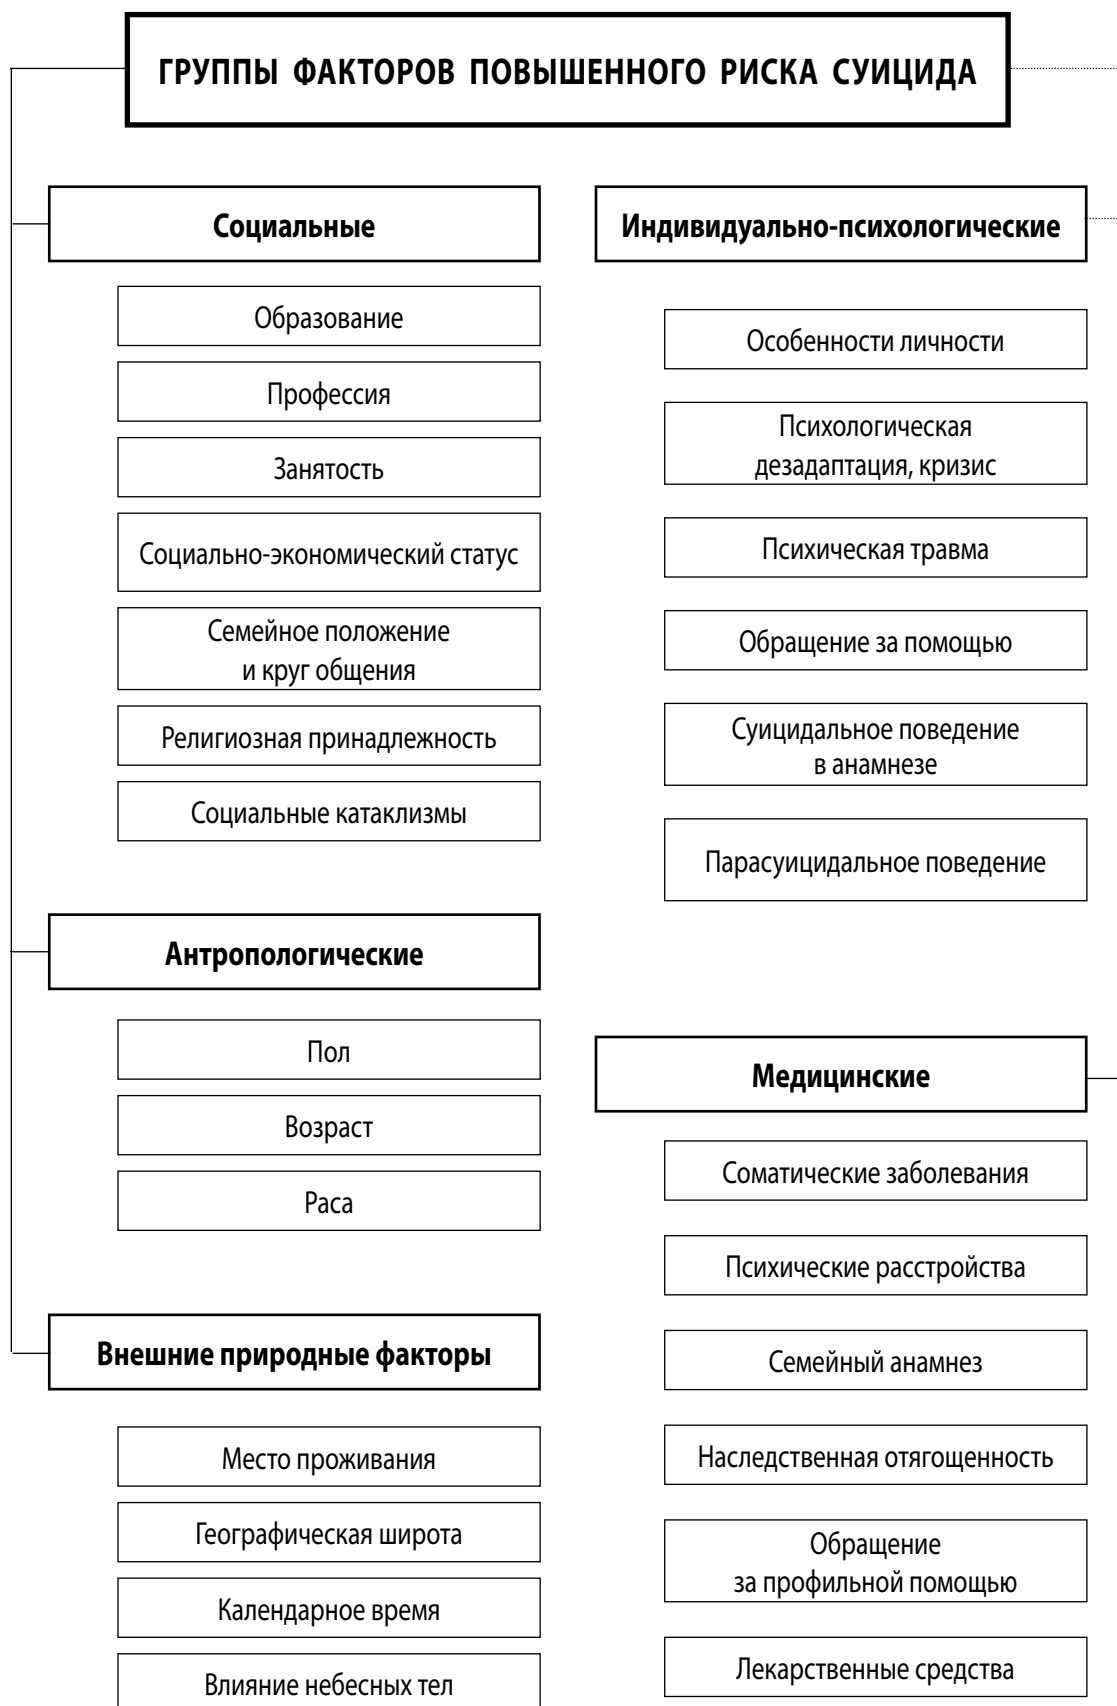 ГРУППЫ ФАКТОРОВ ПОВЫШЕННОГО РИСКА СУИЦИДА
Социальные
Образование
Профессия
Занятость
Социально-экономический статус
Семейное положение
и круг общения
Религиозная принадлежность
Социальные катаклизмы
Антропологические
Пол
Возраст
Раса
Внешние природные факторы
Место проживания
Географическая широта
Календарное время
Влияние небесных тел
Индивидуально-психологические
Особенности личности
Психологическая
дезадаптация, кризис
Психическая травма
Обращение за помощью
Суицидальное поведение
в анамнезе
Парасуицидальное поведение
Медицинские
Соматические заболевания
Психические расстройства
Семейный анамнез
Наследственная отягощенность
Обращение
за профильной помощью
Лекарственные средства